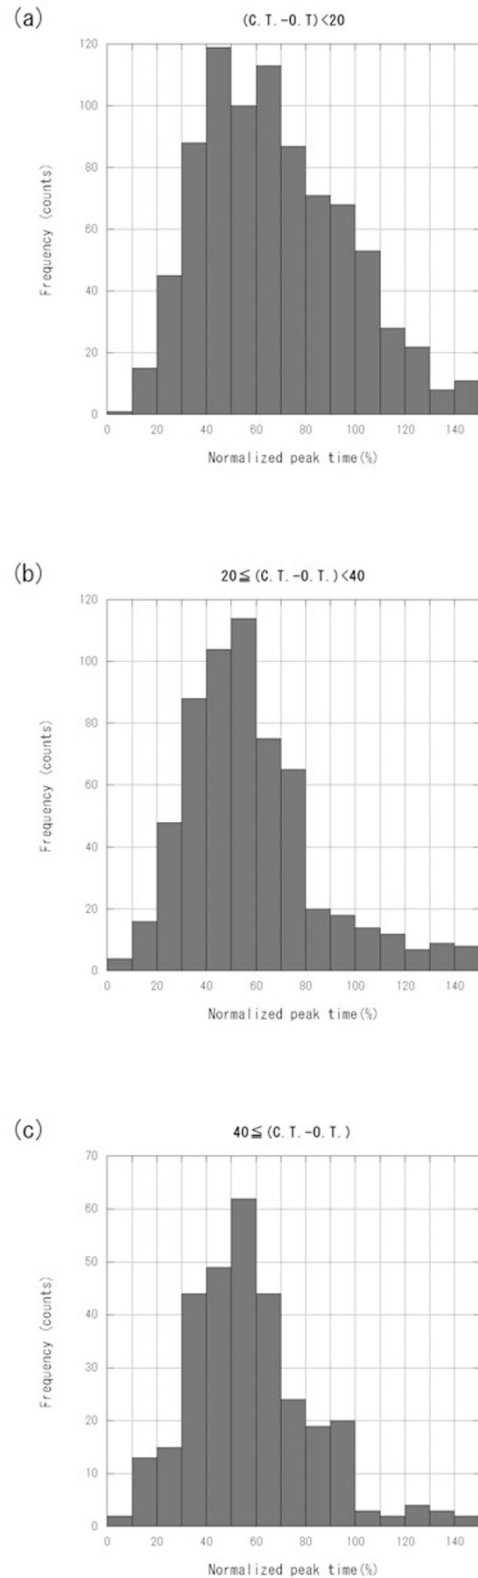 (a)
(C.T.-O.T)<20
120
100
80
60
40
20
0
Frequency (counts)
0 20 40 60 80 100 120 140
Normalized peak time(%)
(b)
20≦(C.T.-O.T.)<40
120
100
80
60
40
20
0
Frequency (counts)
0 20 40 60 80 100 120 140
Normalized peak time(%)
(c)
40≦(C.T.-O.T.)
70
60
50
40
30
20
10
0
Frequency (counts)
0 20 40 60 80 100 120 140
Normalized peak time(%)